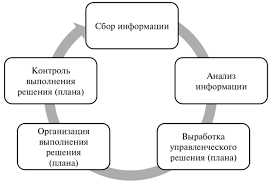 Сбор информации
Анализ
информации
Выработка
управленческого
решения (плана)
Организация
выполнения
решения
(плана)
Контроль
выполнения
решения (плана)